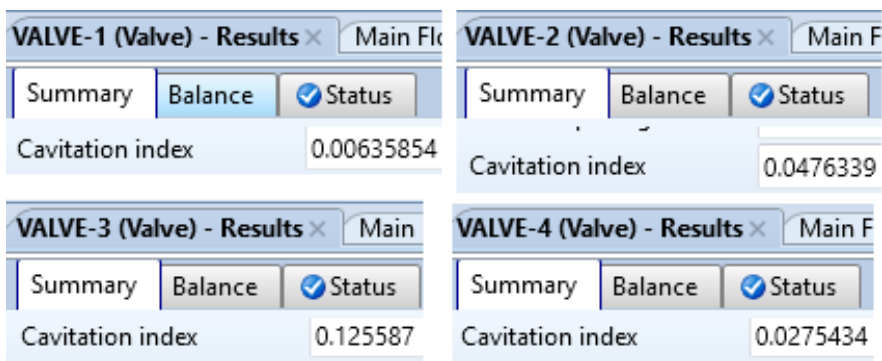 VALVE-1 (Valve) - Results × Main Flo
Summary Balance Status
Cavitation index 0.00635854
VALVE-2 (Valve) - Results × Main F
Summary Balance Status
Cavitation index 0.0476339
VALVE-3 (Valve) - Results × Main
Summary Balance Status
Cavitation index 0.125587
VALVE-4 (Valve) - Results × Main F
Summary Balance Status
Cavitation index 0.0275434